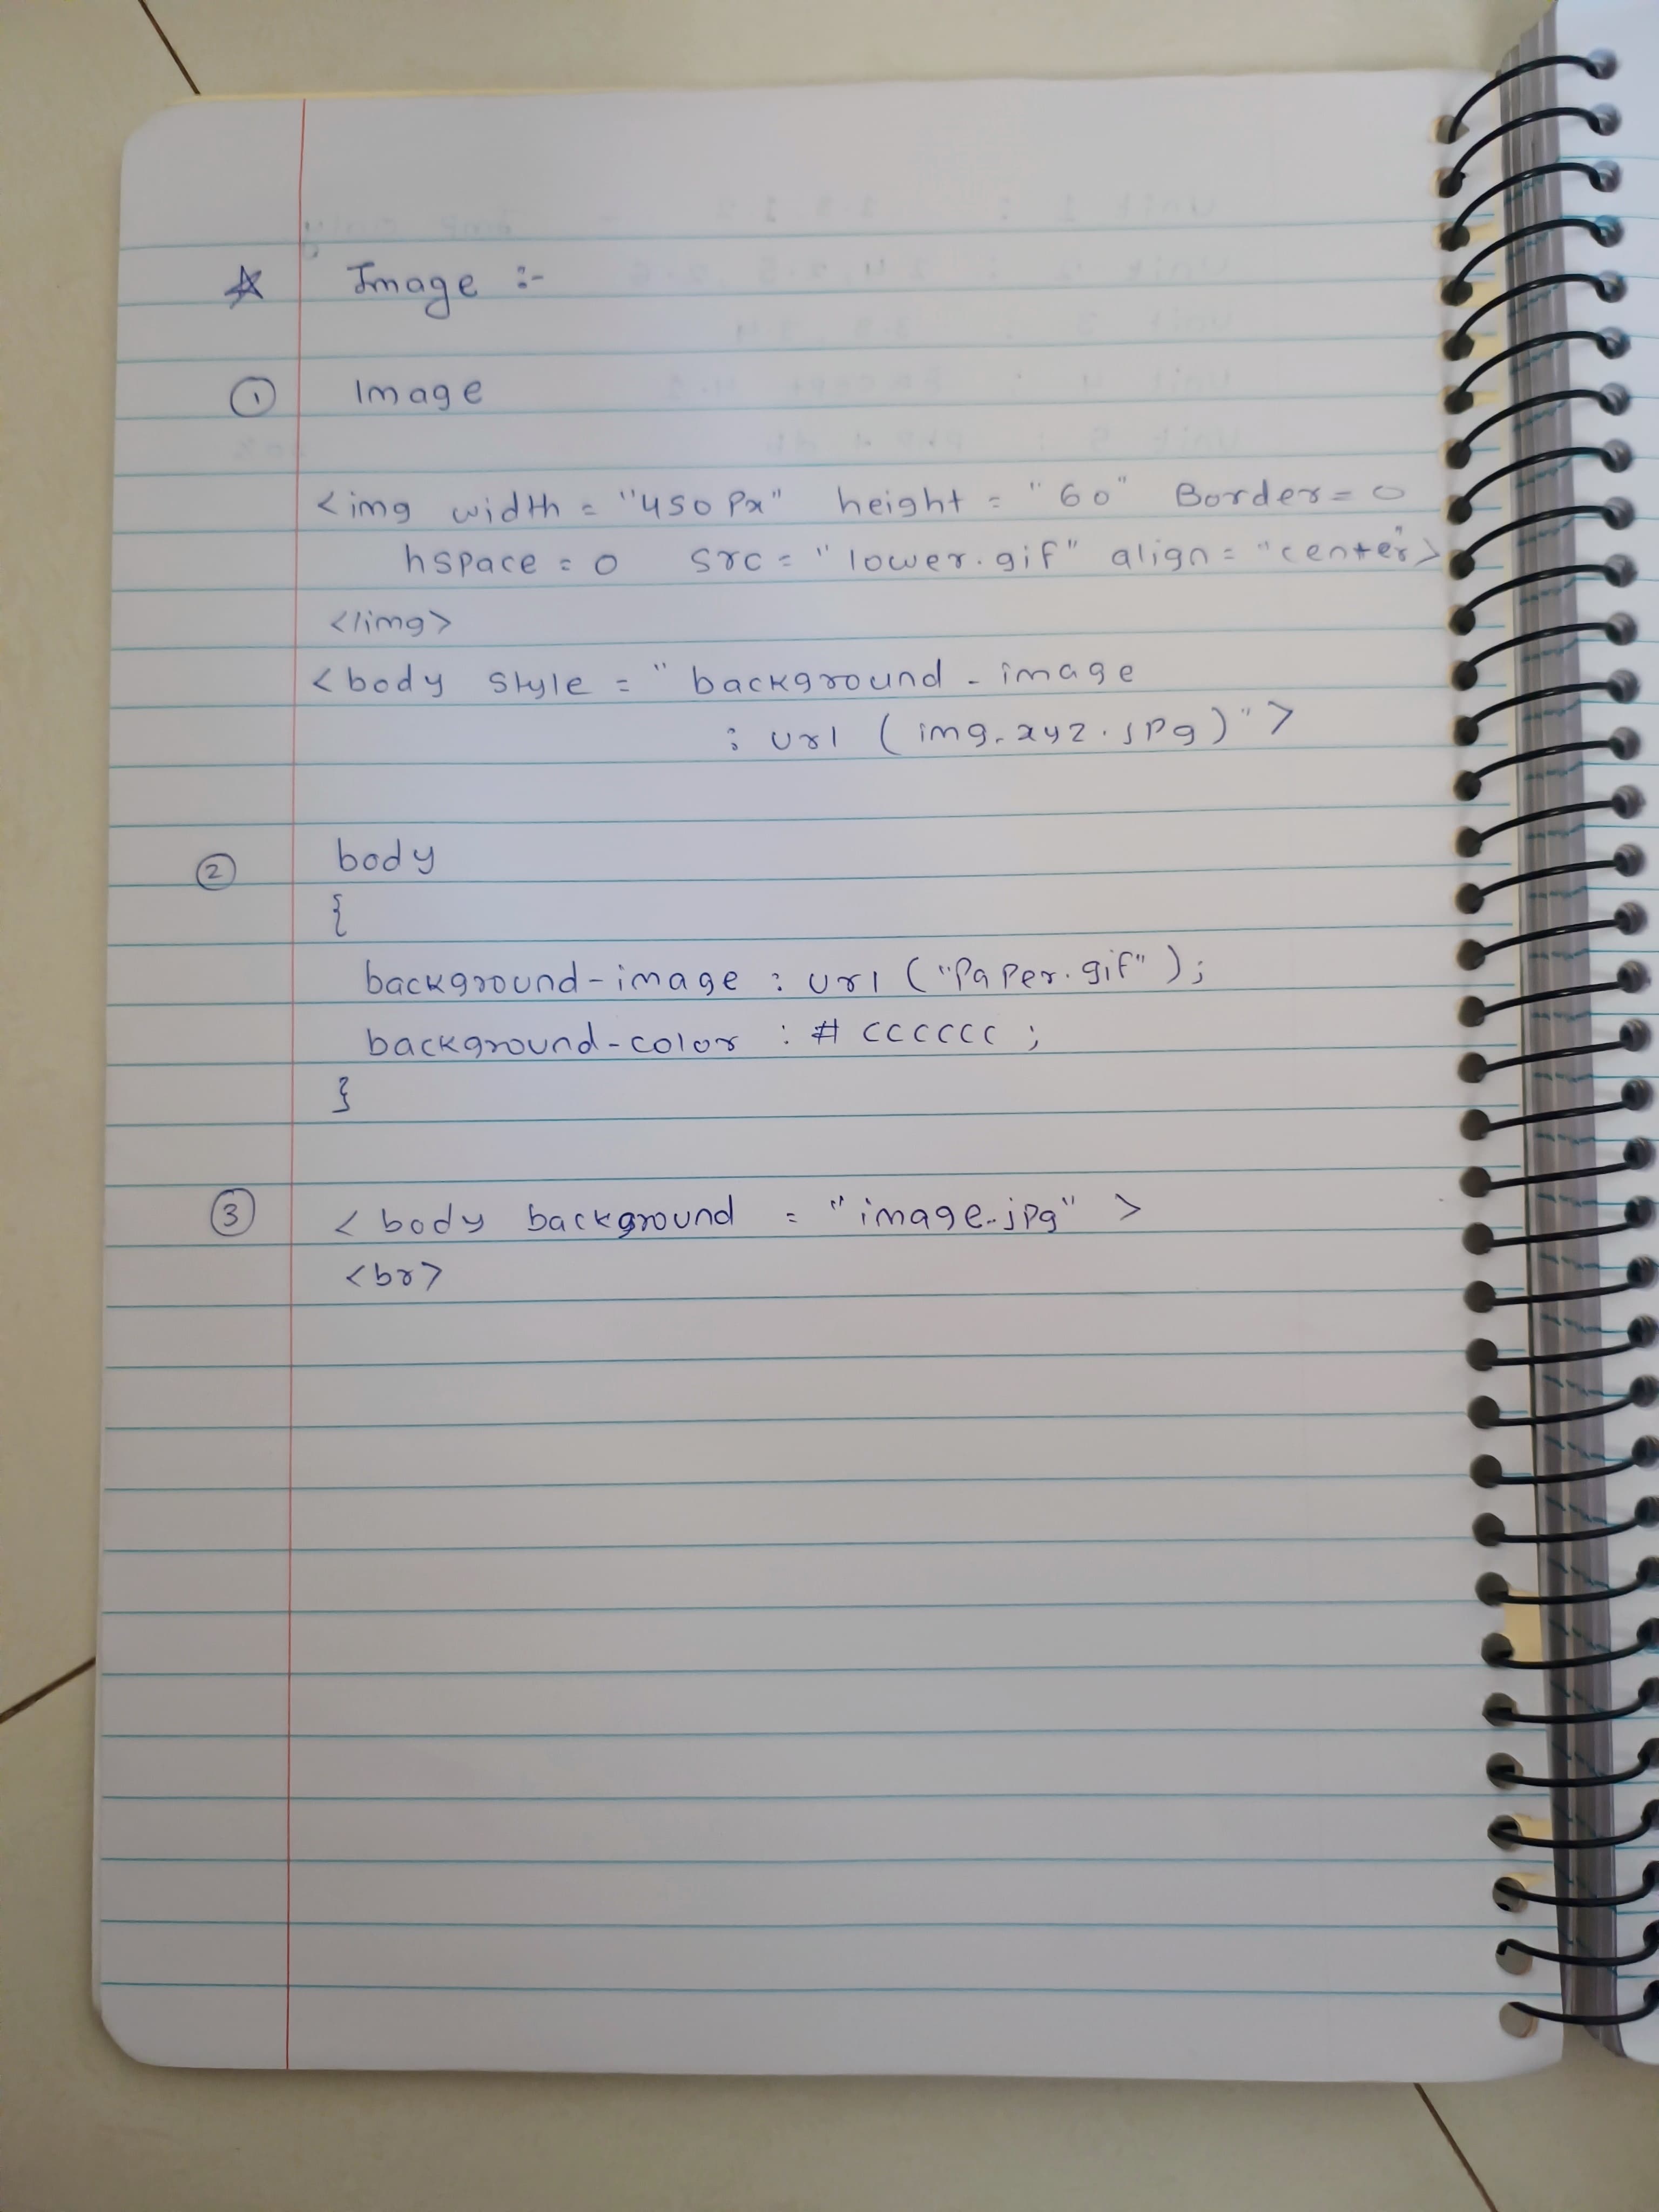 ☆ Image :-
① Image
<img width = "450 Px" height = "60" Border = 0
hspace = 0 src = "lower.gif" align = "center">
</img>
<body style = "background - image
: url (img.xyz.jpg)">
② body
{
background-image : url ("Paper.gif");
background-color : # cccccc ;
}
③ < body background = "image.jpg" >
<br>